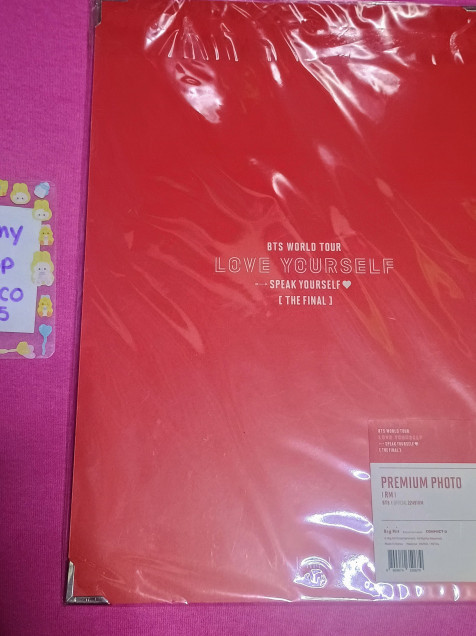 BTS WORLD TOUR
LOVE YOURSELF
SPEAK YOURSELF
[ THE FINAL ]
my
p
co
5
BTS WORLD TOUR
LOVE YOURSELF
SPEAK YOURSELF
[ THE FINAL ]
PREMIUM PHOTO
[ RM ]